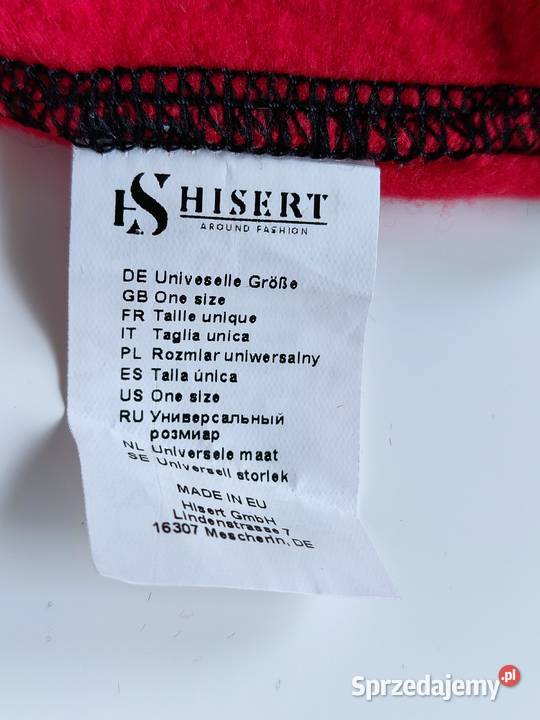 HS HISERT
AROUND FASHION
DE Univeselle Größe
GB One size
FR Taille unique
IT Taglia unica
PL Rozmiar uniwersalny
ES Talla única
US One size
RU Универсальный
розмиар
NL Universele maat
SE Universell storlek
MADE IN EU
Hisert GmbH
Lindenstrasse 7
16307 Mescherin, DE
Sprzedajemy.pl